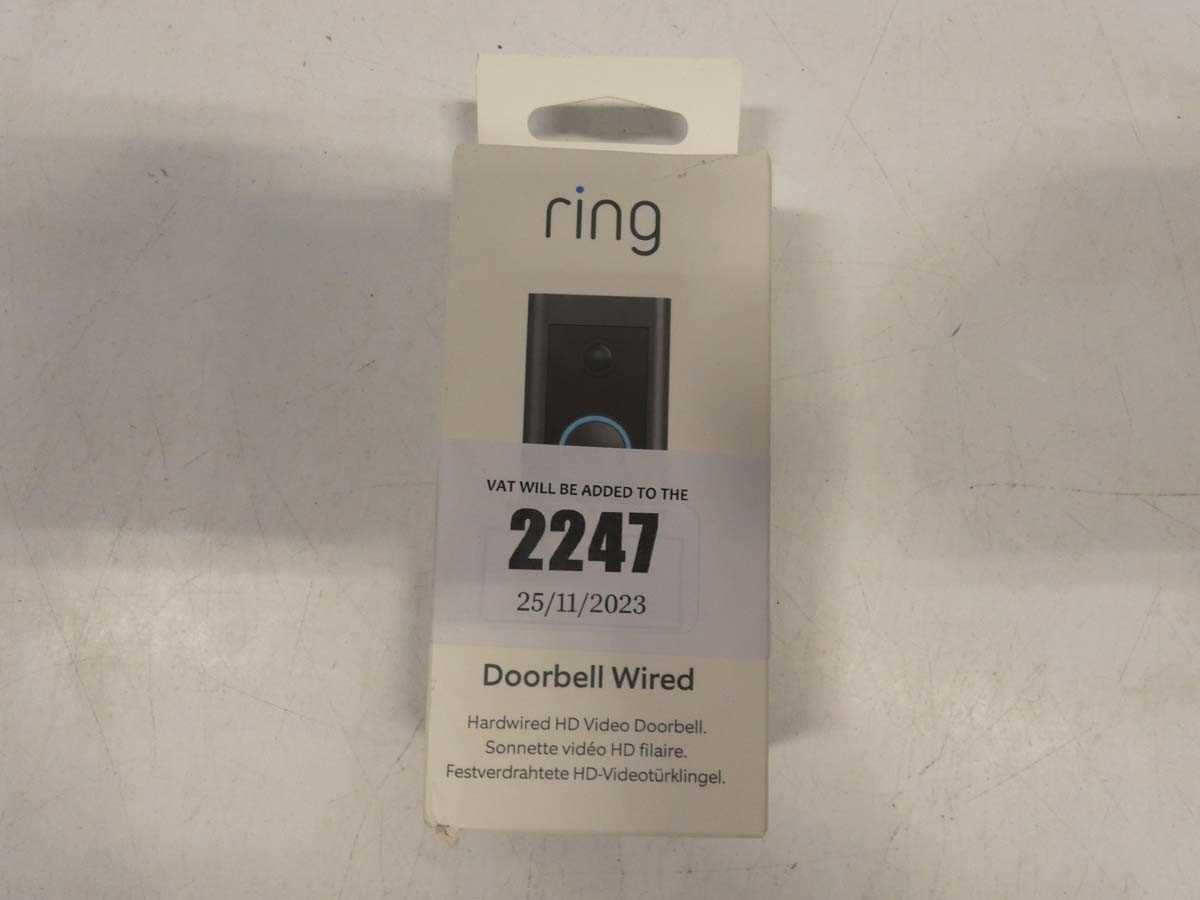 ring
VAT WILL BE ADDED TO THE
2247
25/11/2023
Doorbell Wired
Hardwired HD Video Doorbell.
Sonnette vidéo HD filaire.
Festverdrahtete HD-Videotürklingel.